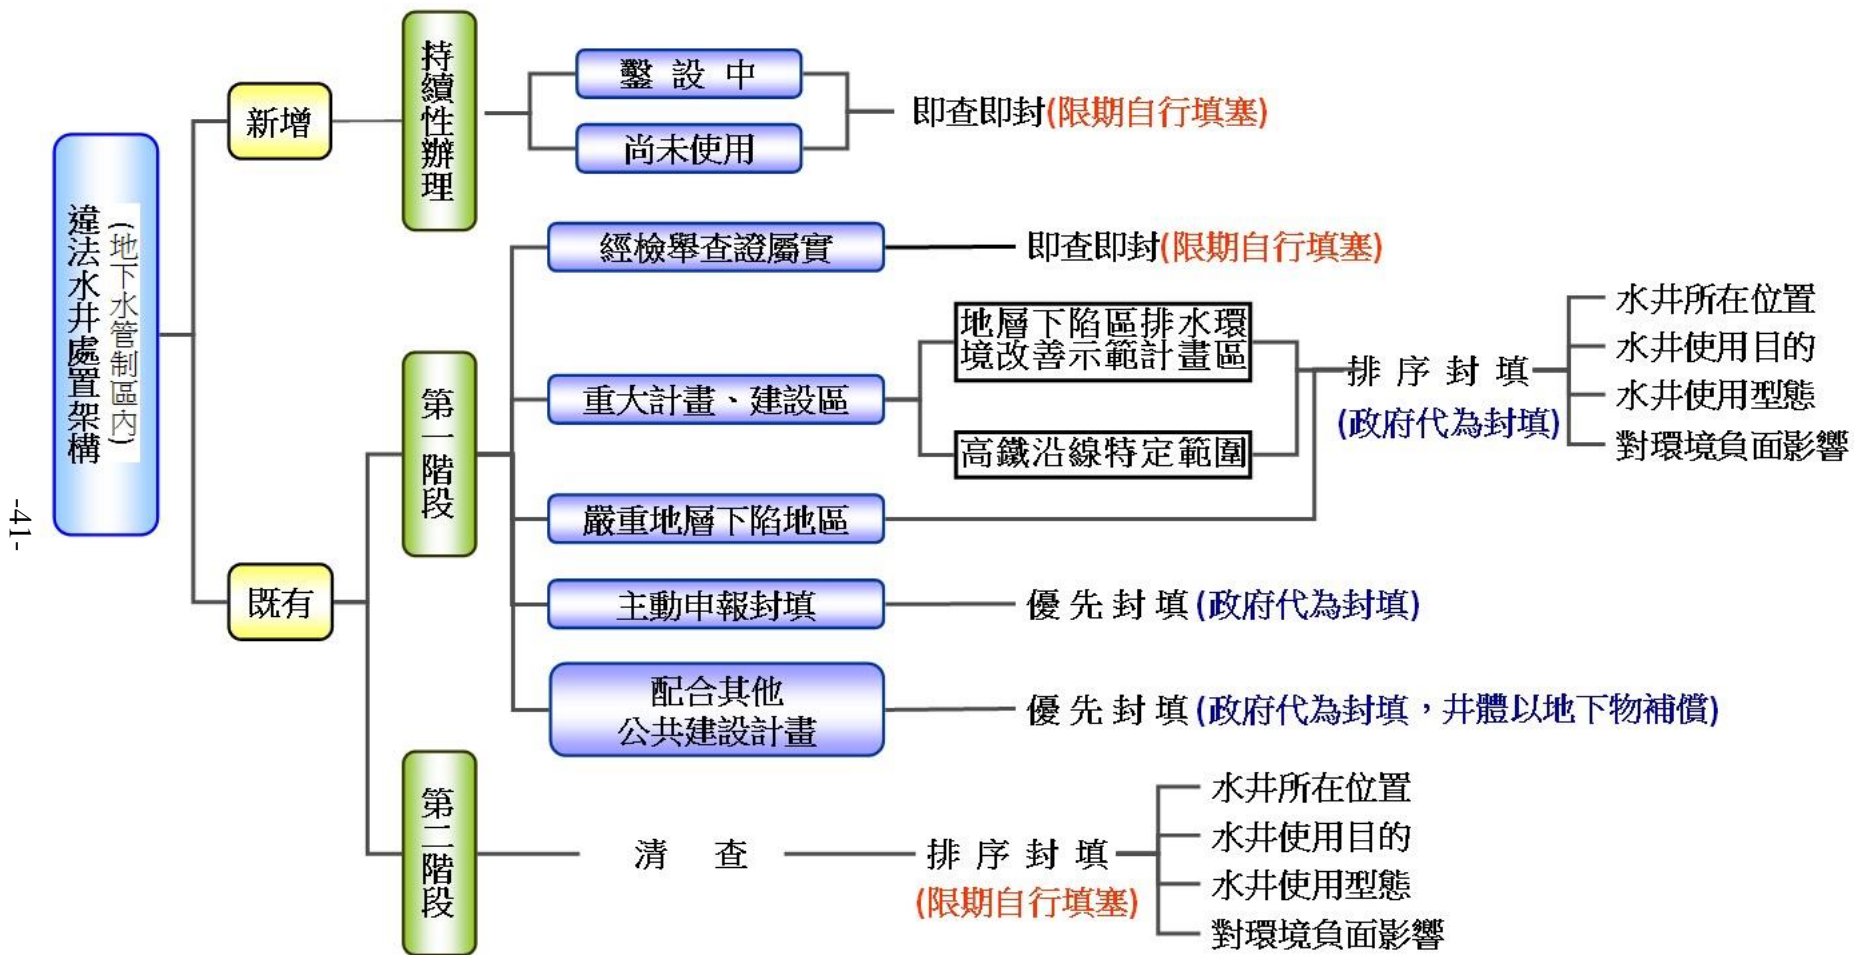 違法水井處置架構
(地下水管制區內)
新增
持續性辦理
鑿設中
尚未使用
即查即封(限期自行填塞)
既有
第一階段
經檢舉查證屬實
即查即封(限期自行填塞)
重大計畫、建設區
地層下陷區排水環
境改善示範計畫區
高鐵沿線特定範圍
嚴重地層下陷地區
排序封填
(政府代為封填)
水井所在位置
水井使用目的
水井使用型態
對環境負面影響
主動申報封填
優先封填(政府代為封填)
配合其他
公共建設計畫
優先封填(政府代為封填，井體以地下物補償)
第二階段
清查
排序封填
(限期自行填塞)
水井所在位置
水井使用目的
水井使用型態
對環境負面影響
-41-